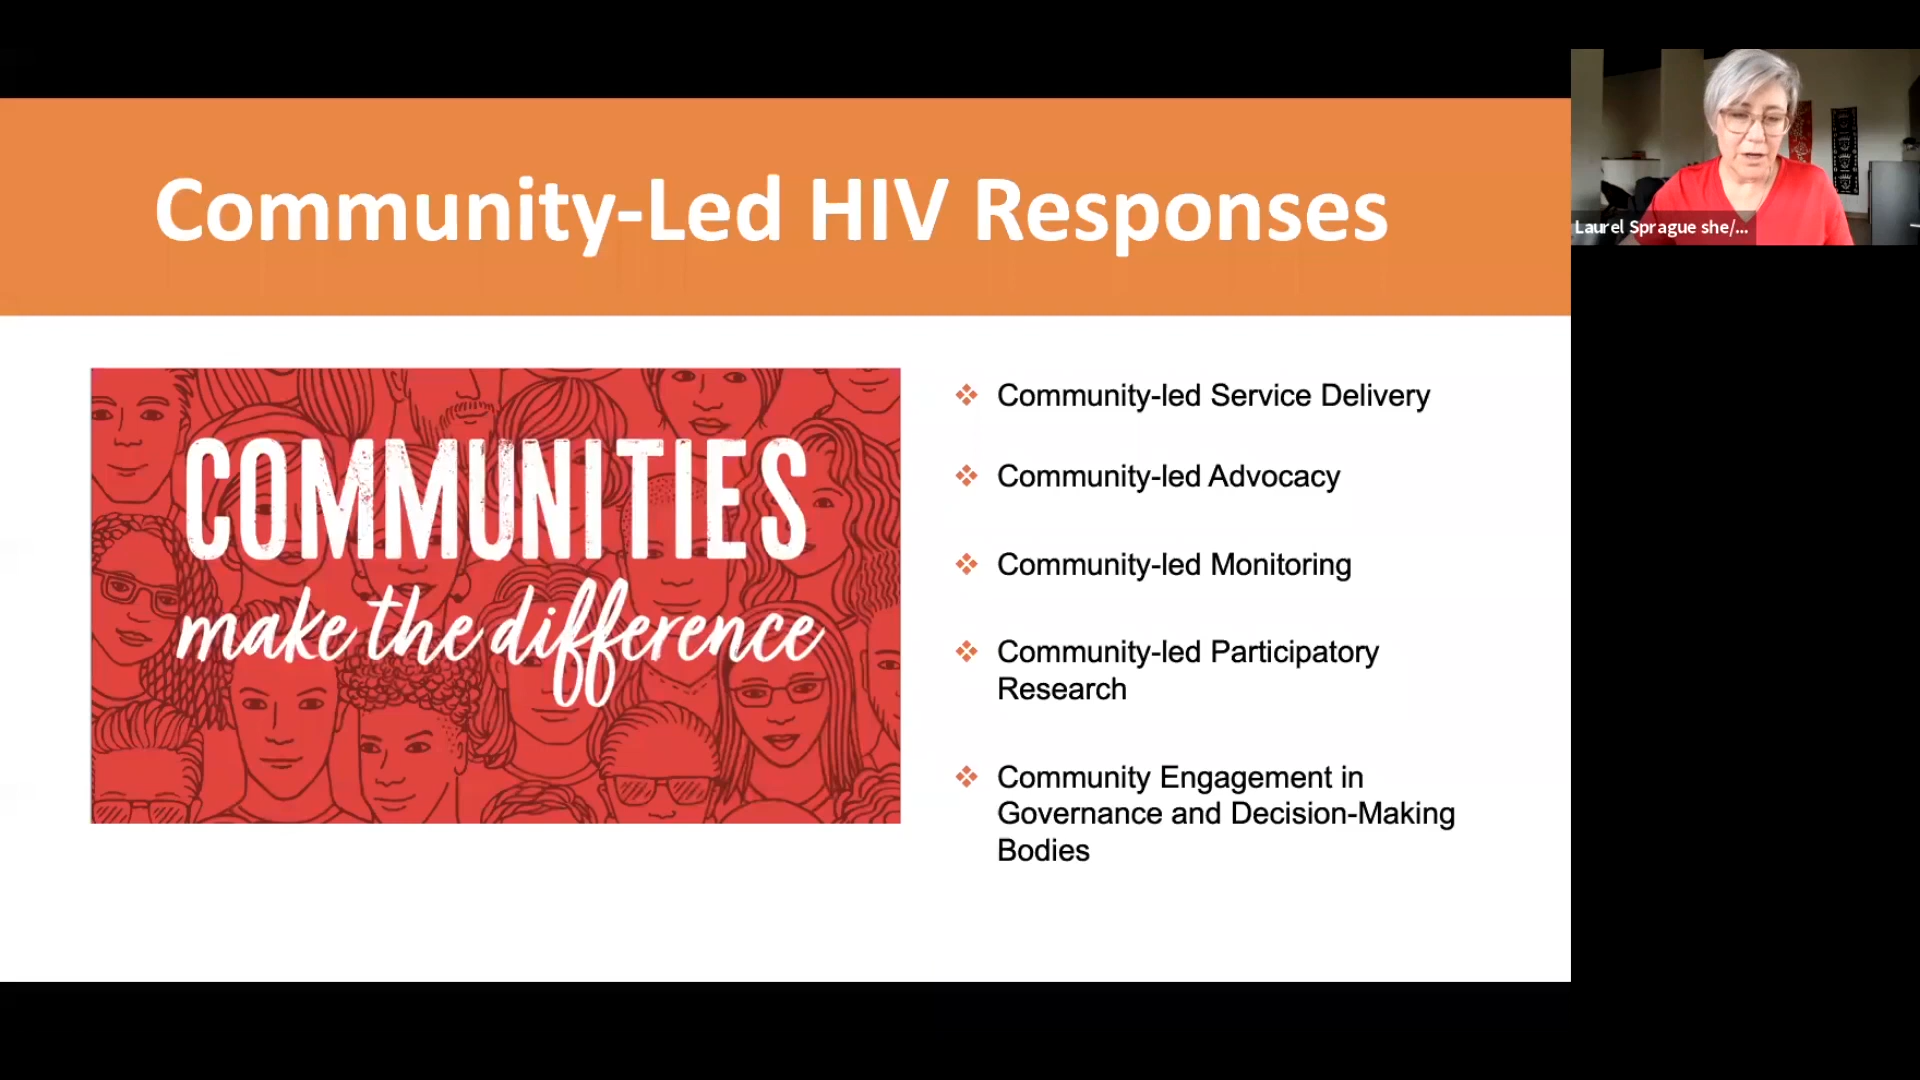 Community-Led HIV Responses
COMMUNITIES
make the difference
Community-led Service Delivery
Community-led Advocacy
Community-led Monitoring
Community-led Participatory
Research
Community Engagement in
Governance and Decision-Making
Bodies
Laurel Sprague she/...